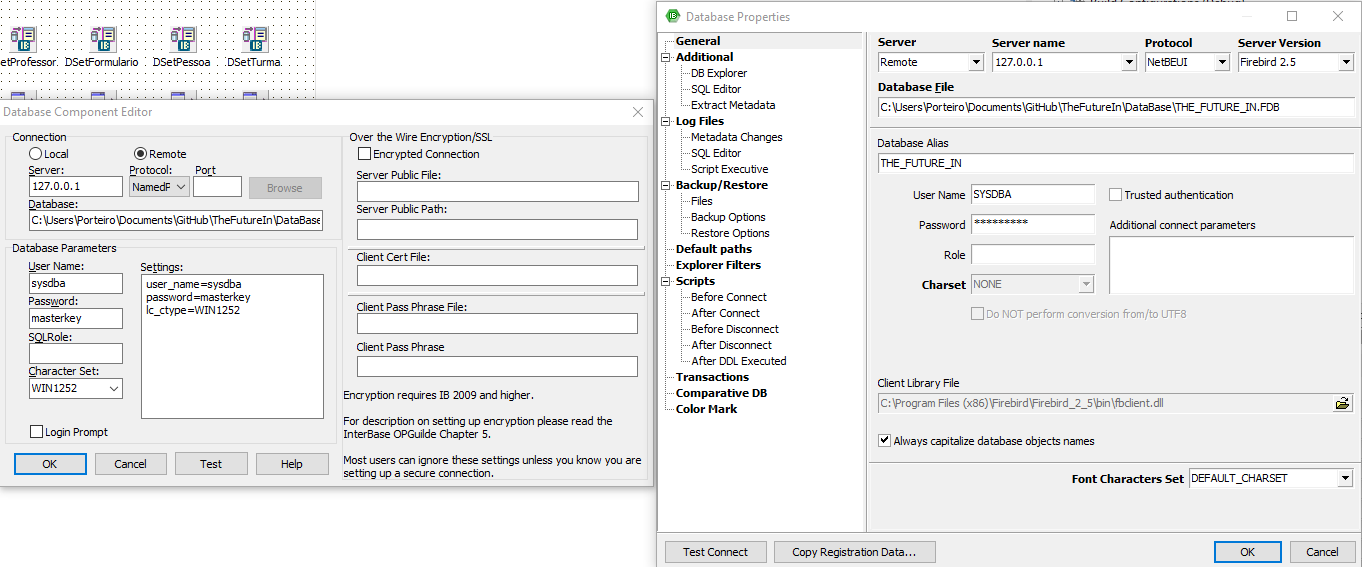 SetProfessor DSetFormulario DSetPessoa DSetTurma
Database Component Editor
Connection
Local Remote
Server: Protocol: Port
127.0.0.1 NamedP Browse
Database:
C:\Users\Porteiro\Documents\GitHub\TheFutureIn\DataBase
Database Parameters
User Name: Settings:
sysdba
user_name=sysdba
password=masterkey
lc_ctype=WIN1252
Password:
masterkey
SQLRole:
Character Set:
WIN1252
Login Prompt
OK Cancel Test Help
Over the Wire Encryption/SSL
Encrypted Connection
Server Public File:
Server Public Path:
Client Cert File:
Client Pass Phrase File:
Client Pass Phrase
Encryption requires IB 2009 and higher.
For description on setting up encryption please read the
InterBase OPGuilde Chapter 5.
Most users can ignore these settings unless you know you are
setting up a secure connection.
Database Properties
General
Additional
DB Explorer
SQL Editor
Extract Metadata
Log Files
Metadata Changes
SQL Editor
Script Executive
Backup/Restore
Files
Backup Options
Restore Options
Default paths
Explorer Filters
Scripts
Before Connect
After Connect
Before Disconnect
After Disconnect
After DDL Executed
Transactions
Comparative DB
Color Mark
Server Server name Protocol Server Version
Remote 127.0.0.1 NetBEUI Firebird 2.5
Database File
C:\Users\Porteiro\Documents\GitHub\TheFutureIn\DataBase\THE_FUTURE_IN.FDB
Database Alias
THE_FUTURE_IN
User Name SYSDBA Trusted authentication
Password ********* Additional connect parameters
Role
Charset NONE
Do NOT perform conversion from/to UTF8
Client Library File
C:\Program Files (x86)\Firebird\Firebird_2_5\bin\fbclient.dll
Always capitalize database objects names
Font Characters Set DEFAULT_CHARSET
Test Connect Copy Registration Data... OK Cancel